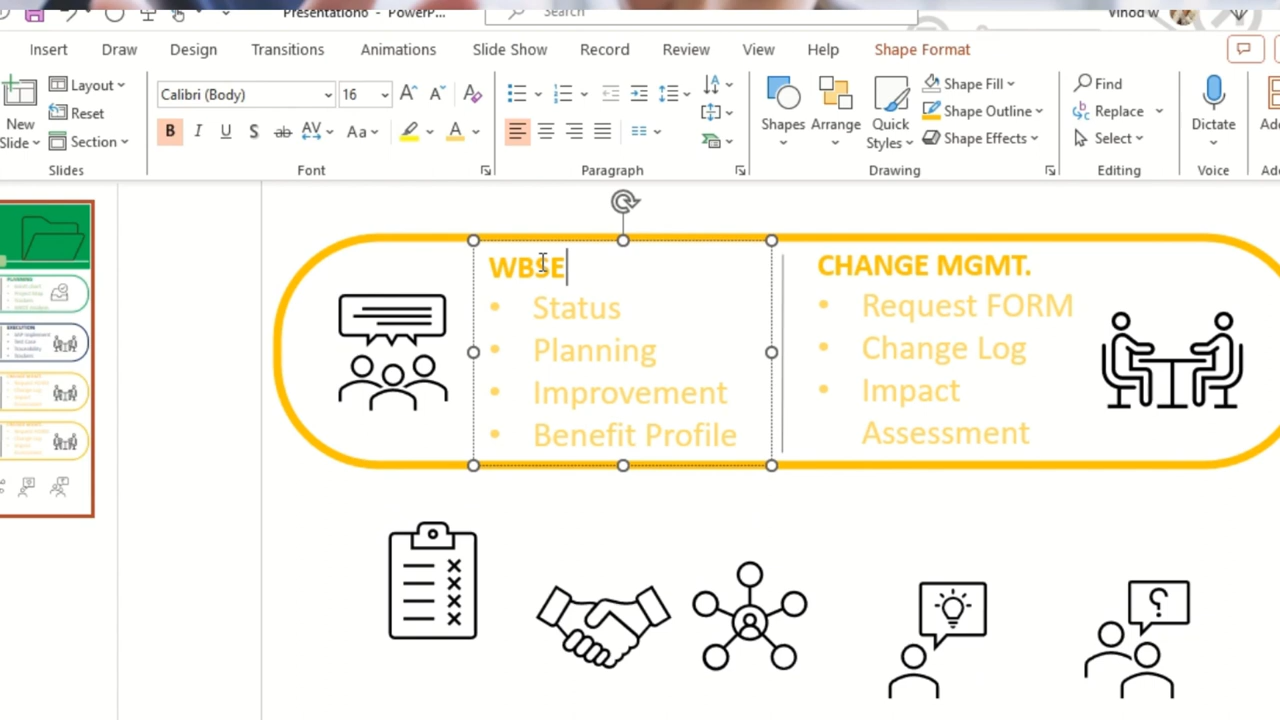 Presentation6 - PowerP...
Search
Vinod W
Insert Draw Design Transitions Animations Slide Show Record Review View Help Shape Format
Layout
Calibri (Body) 16
Shape Fill
Find
Reset
New
Slide
Shapes Arrange Quick
Styles
Shape Outline
Replace
Dictate
B I U S ab AV Aa A
Section
Shape Effects
Select
Slides Font Paragraph Drawing Editing Voice
WBSE
• Status
• Planning
• Improvement
• Benefit Profile
CHANGE MGMT.
• Request FORM
• Change Log
• Impact
Assessment
PLANNING
EXECUTION